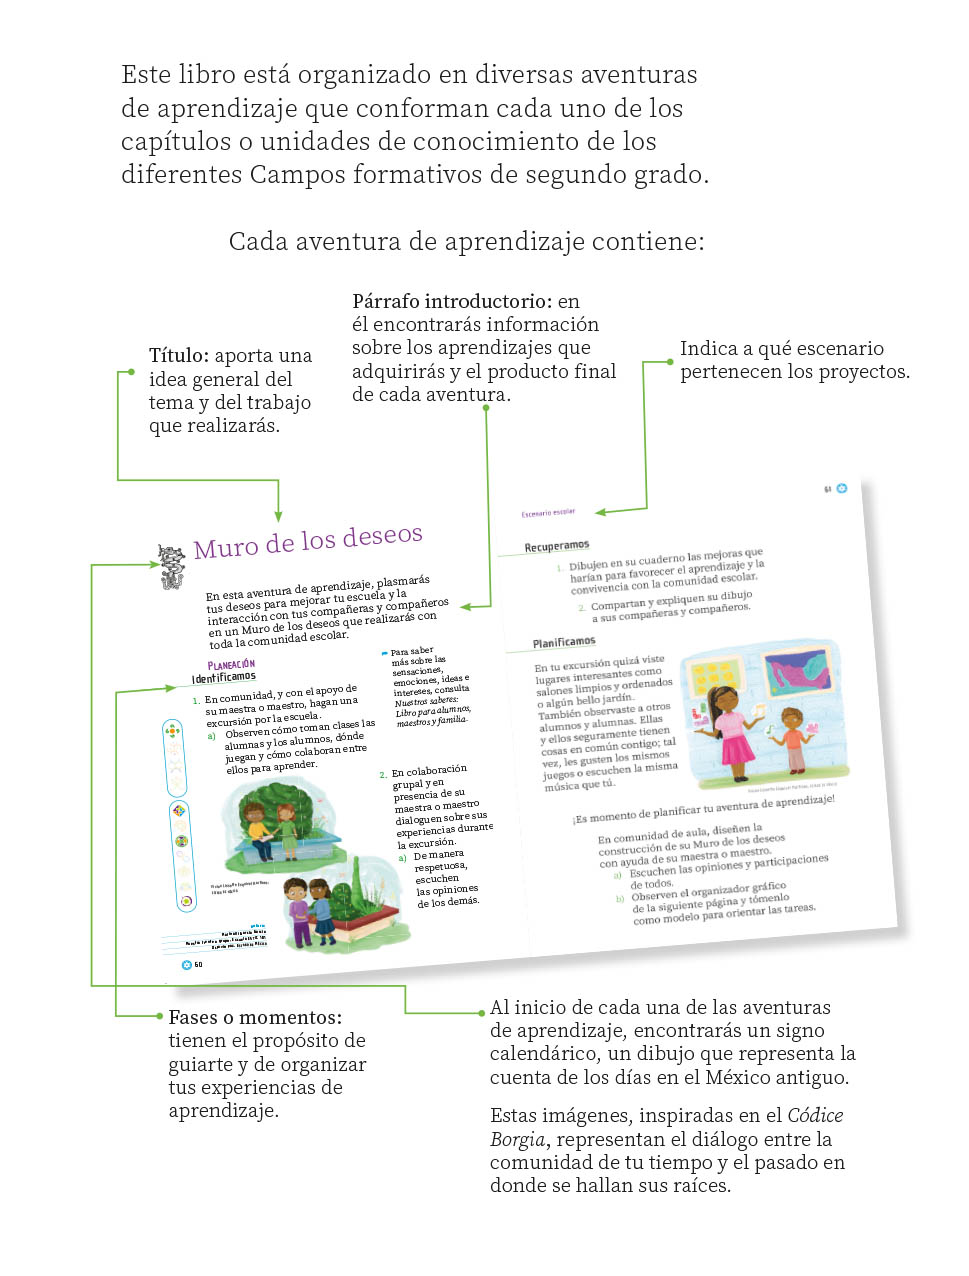 Este libro está organizado en diversas aventuras
de aprendizaje que conforman cada uno de los
capítulos o unidades de conocimiento de los
diferentes Campos formativos de segundo grado.
Cada aventura de aprendizaje contiene:
Título: aporta una
idea general del
tema y del trabajo
que realizarás.
Párrafo introductorio: en
él encontrarás información
sobre los aprendizajes que
adquirirás y el producto final
de cada aventura.
Indica a qué escenario
pertenecen los proyectos.
Muro de los deseos
En esta aventura de aprendizaje, plasmarás
tus deseos para mejorar tu escuela y la
interacción con tus compañeras y compañeros
en un Muro de los deseos que realizarás con
toda la comunidad escolar.
PLANEACIÓN
Identificamos
1. En comunidad, y con el apoyo de
su maestra o maestro, hagan una
excursión por la escuela.
a) Observen cómo toman clases las
alumnas y los alumnos, dónde
juegan y cómo colaboran entre
ellos para aprender.
Para saber
más sobre las
sensaciones,
emociones, ideas e
intereses, consulta
Nuestros saberes:
Libro para alumnos,
maestros y familia.
2. En colaboración
grupal y en
presencia de su
maestra o maestro
dialoguen sobre sus
experiencias durante
la excursión.
a) De manera
respetuosa,
escuchen
las opiniones
de los demás.
60
61
Escenario escolar
Recuperamos
1. Dibujen en su cuaderno las mejoras que
harían para favorecer el aprendizaje y la
convivencia con la comunidad escolar.
2. Compartan y expliquen su dibujo
a sus compañeras y compañeros.
Planificamos
En tu excursión quizá viste
lugares interesantes como
salones limpios y ordenados
o algún bello jardín.
También observaste a otros
alumnos y alumnas. Ellas
y ellos seguramente tienen
cosas en común contigo; tal
vez, les gusten los mismos
juegos o escuchen la misma
música que tú.
¡Es momento de planificar tu aventura de aprendizaje!
En comunidad de aula, diseñen la
construcción de su Muro de los deseos
con ayuda de su maestra o maestro.
a) Escuchen las opiniones y participaciones
de todos.
b) Observen el organizador gráfico
de la siguiente página y tómenlo
como modelo para orientar las tareas.
Fases o momentos:
tienen el propósito de
guiarte y de organizar
tus experiencias de
aprendizaje.
Al inicio de cada una de las aventuras
de aprendizaje, encontrarás un signo
calendárico, un dibujo que representa la
cuenta de los días en el México antiguo.
Estas imágenes, inspiradas en el Códice
Borgia, representan el diálogo entre la
comunidad de tu tiempo y el pasado en
donde se hallan sus raíces.